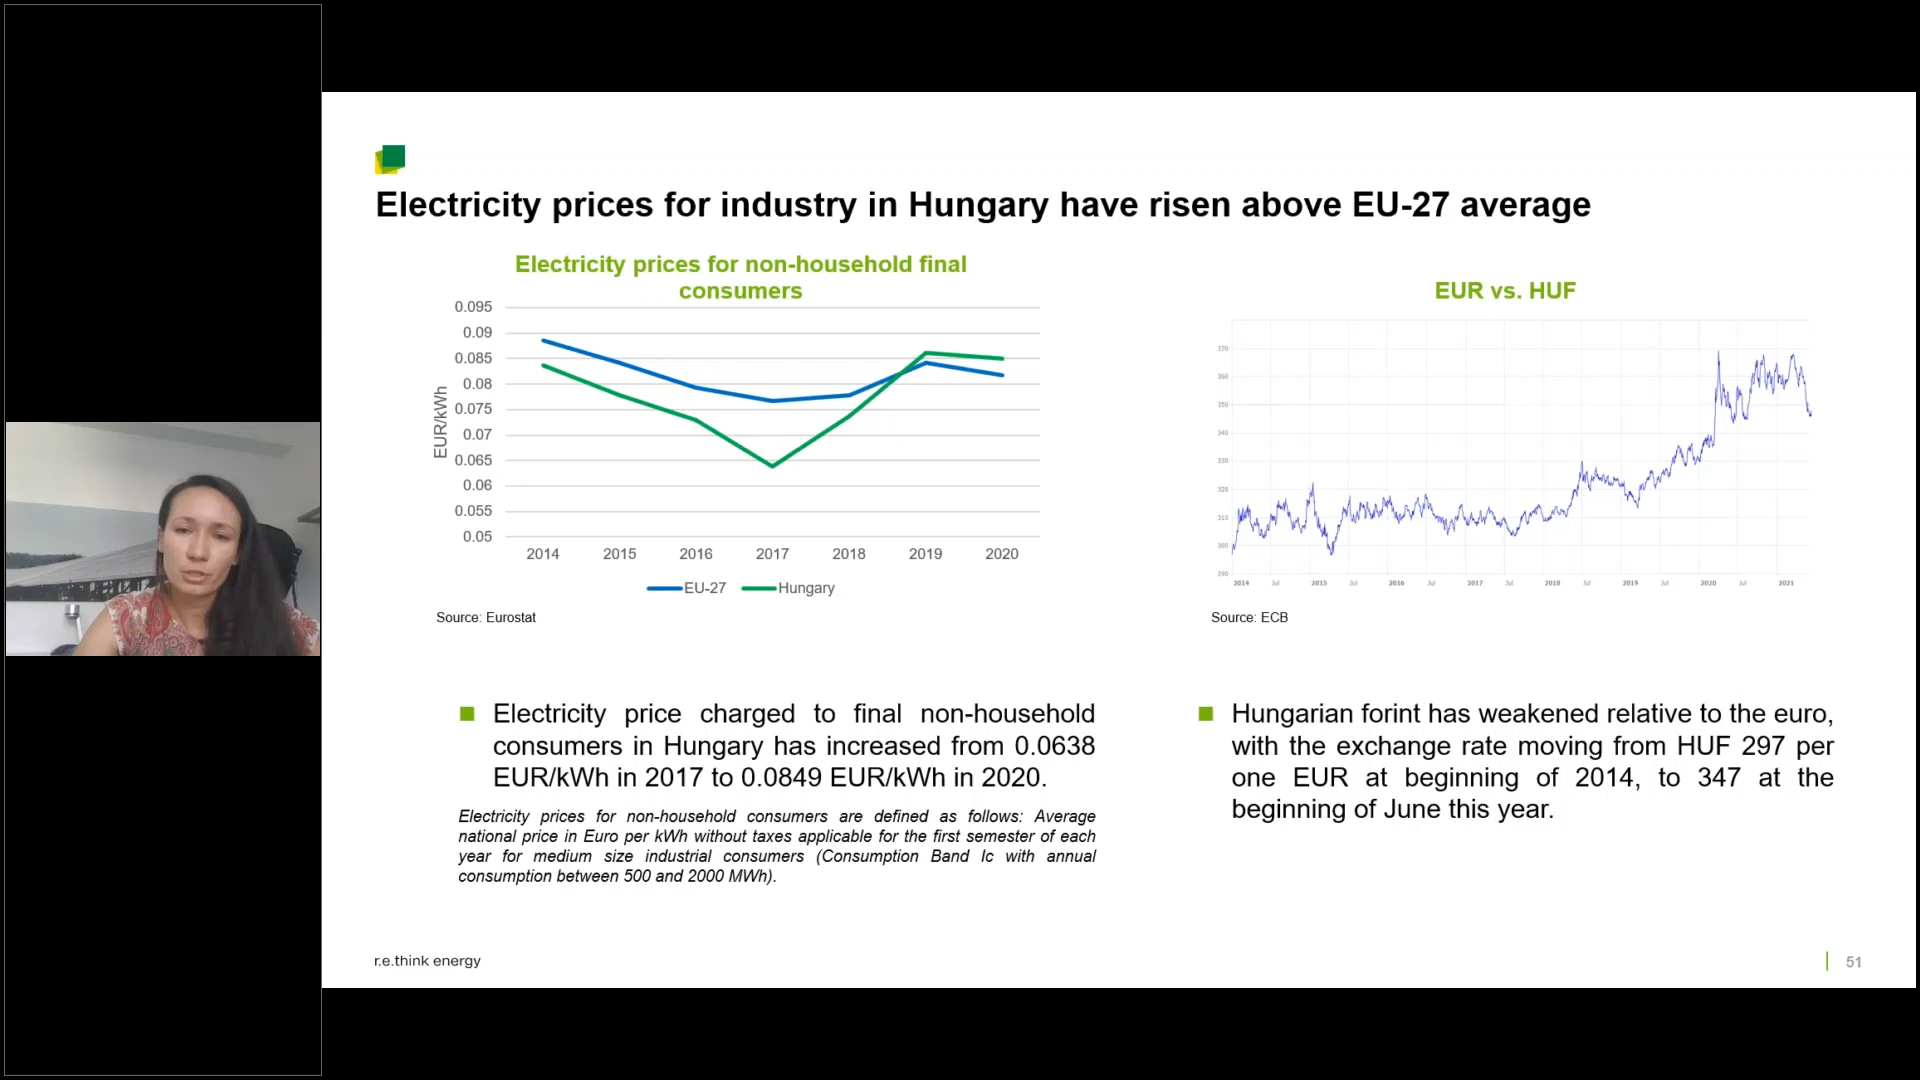 Electricity prices for industry in Hungary have risen above EU-27 average
Electricity prices for non-household final
consumers
0.095
0.09
0.085
0.08
0.075
0.07
0.065
0.06
0.055
0.05
EUR/kWh
2014 2015 2016 2017 2018 2019 2020
EU-27 Hungary
Source: Eurostat
EUR vs. HUF
370
360
350
340
330
320
310
300
290
2014 Jul 2015 Jul 2016 Jul 2017 Jul 2018 Jul 2019 Jul 2020 Jul 2021
Source: ECB
Electricity price charged to final non-household
consumers in Hungary has increased from 0.0638
EUR/kWh in 2017 to 0.0849 EUR/kWh in 2020.
Electricity prices for non-household consumers are defined as follows: Average
national price in Euro per kWh without taxes applicable for the first semester of each
year for medium size industrial consumers (Consumption Band Ic with annual
consumption between 500 and 2000 MWh).
Hungarian forint has weakened relative to the euro,
with the exchange rate moving from HUF 297 per
one EUR at beginning of 2014, to 347 at the
beginning of June this year.
r.e.think energy
51